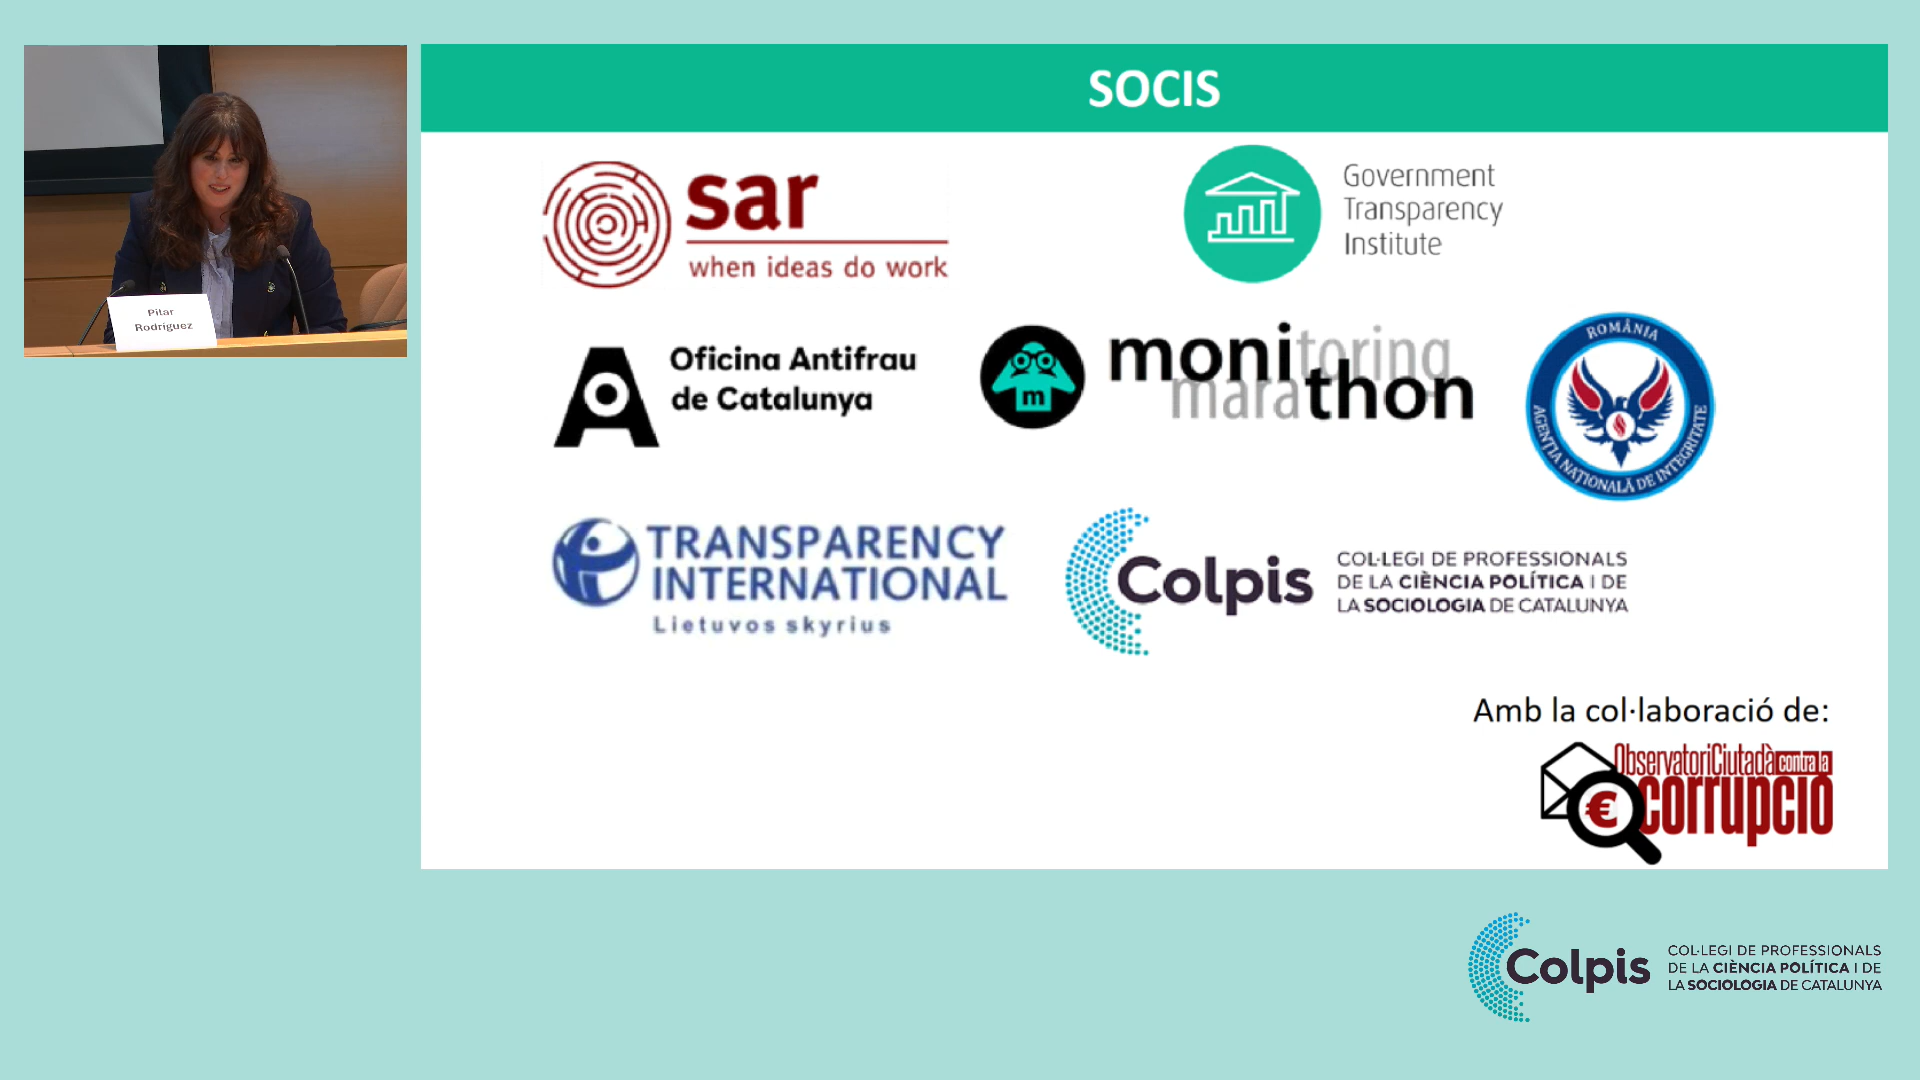 SOCIS
sar
when ideas do work
Government
Transparency
Institute
Oficina Antifrau
de Catalunya
m
monitoring
marathon
ROMÂNIA
AGENȚIA NAȚIONALĂ DE INTEGRITATE
TRANSPARENCY
INTERNATIONAL
Lietuvos skyrius
Colpis
COL·LEGI DE PROFESSIONALS
DE LA CIÈNCIA POLÍTICA I DE
LA SOCIOLOGIA DE CATALUNYA
Amb la col·laboració de:
ObservatoriCiutadà contra la
corrupció
€
Pilar
Rodríguez
Colpis
COL·LEGI DE PROFESSIONALS
DE LA CIÈNCIA POLÍTICA I DE
LA SOCIOLOGIA DE CATALUNYA